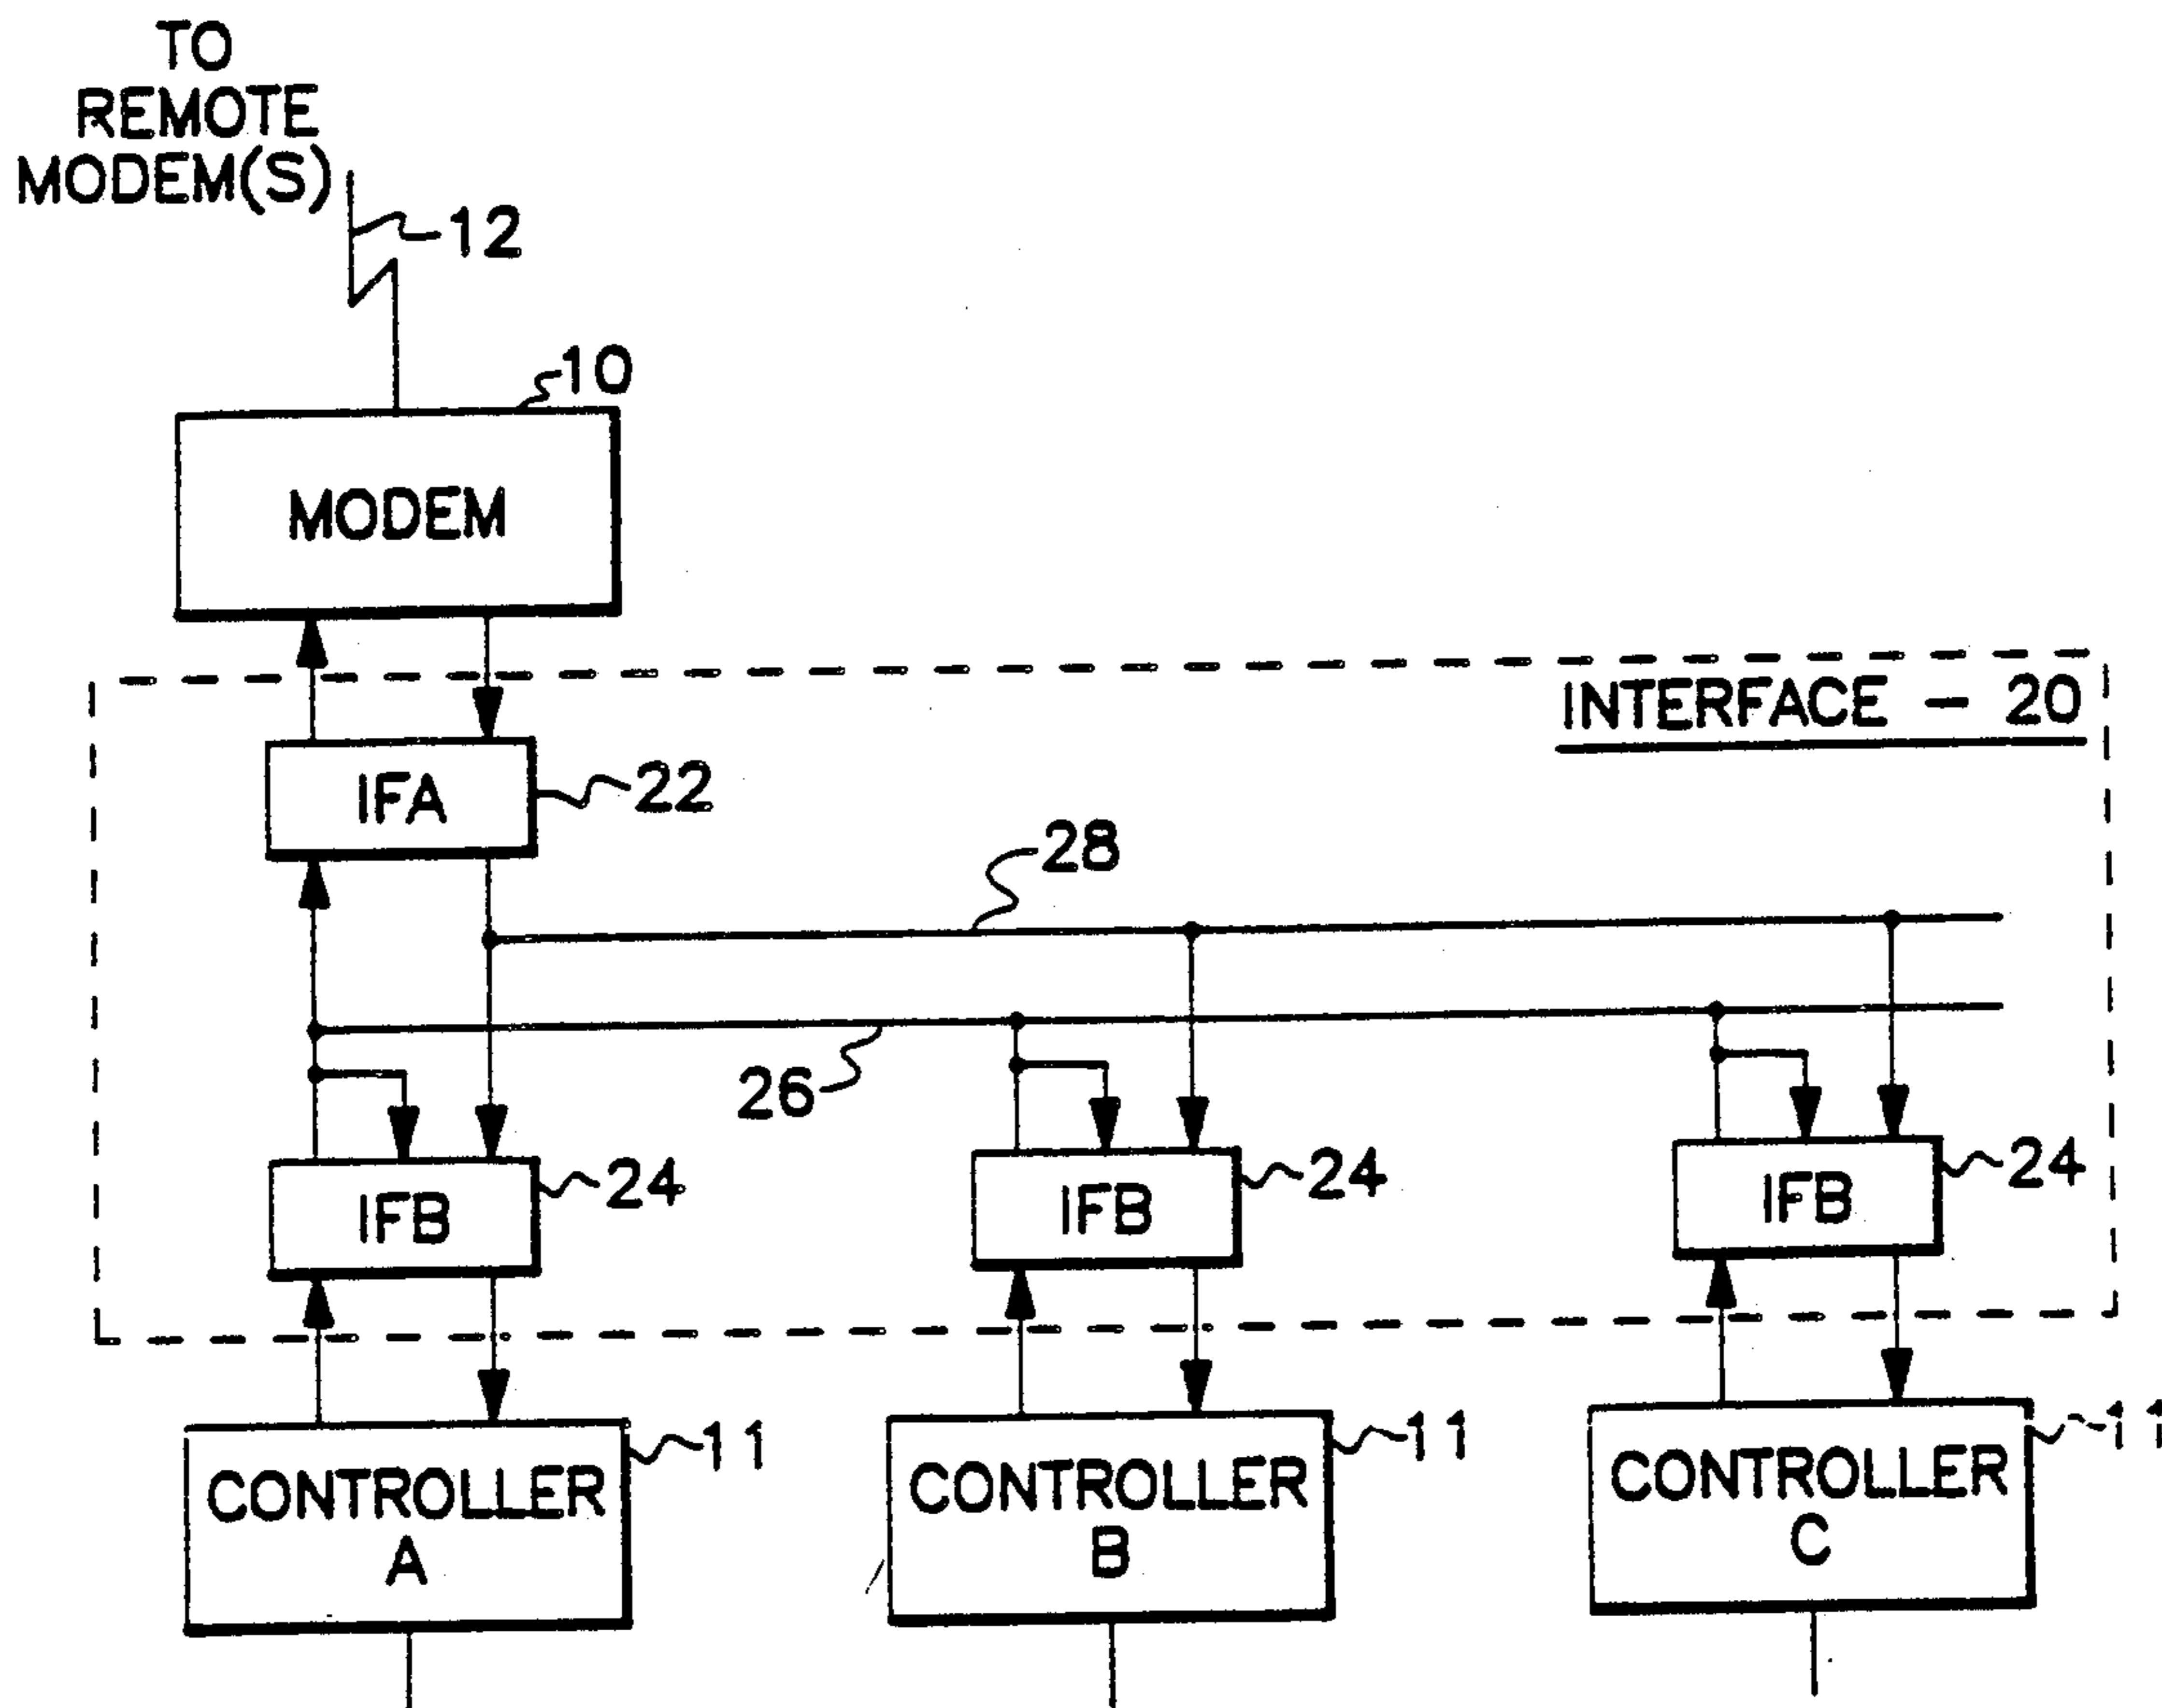 TO
REMOTE
MODEM(S)
12
10
MODEM
INTERFACE - 20
IFA
22
28
26
IFB
24
IFB
24
IFB
24
CONTROLLER
A
11
CONTROLLER
B
11
CONTROLLER
C
11